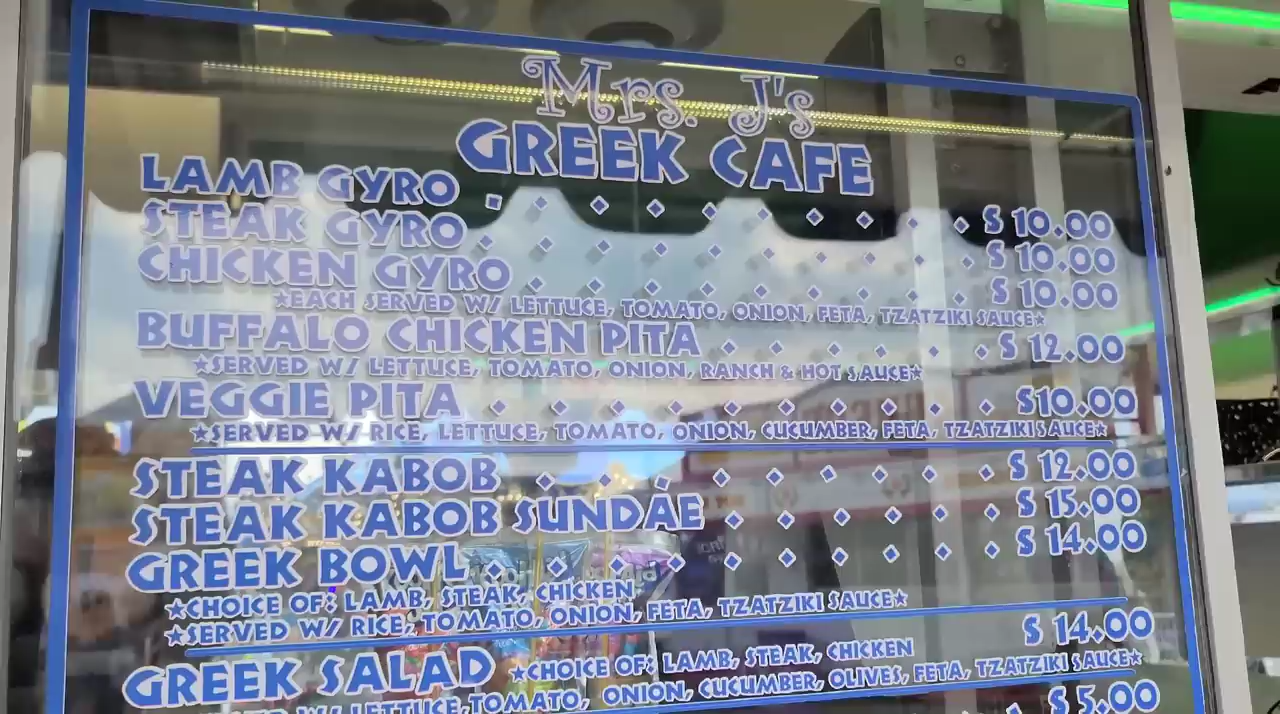 Mrs. J's
GREEK CAFE
LAMB GYRO $ 10.00
STEAK GYRO $ 10.00
CHICKEN GYRO $ 10.00
★EACH SERVED W/ LETTUCE, TOMATO, ONION, FETA, TZATZIKI SAUCE★
BUFFALO CHICKEN PITA $ 12.00
★SERVED W/ LETTUCE, TOMATO, ONION, RANCH & HOT SAUCE★
VEGGIE PITA $10.00
★SERVED W/ RICE, LETTUCE, TOMATO, ONION, CUCUMBER, FETA, TZATZIKI SAUCE★
STEAK KABOB $ 12.00
STEAK KABOB SUNDAE $ 15.00
GREEK BOWL $ 14.00
★CHOICE OF: LAMB, STEAK, CHICKEN
★SERVED W/ RICE, TOMATO, ONION, FETA, TZATZIKI SAUCE★
GREEK SALAD ★CHOICE OF: LAMB, STEAK, CHICKEN $ 14.00
W/ LETTUCE, TOMATO, ONION, CUCUMBER, OLIVES, FETA, TZATZIKI SAUCE★
$ 5.00